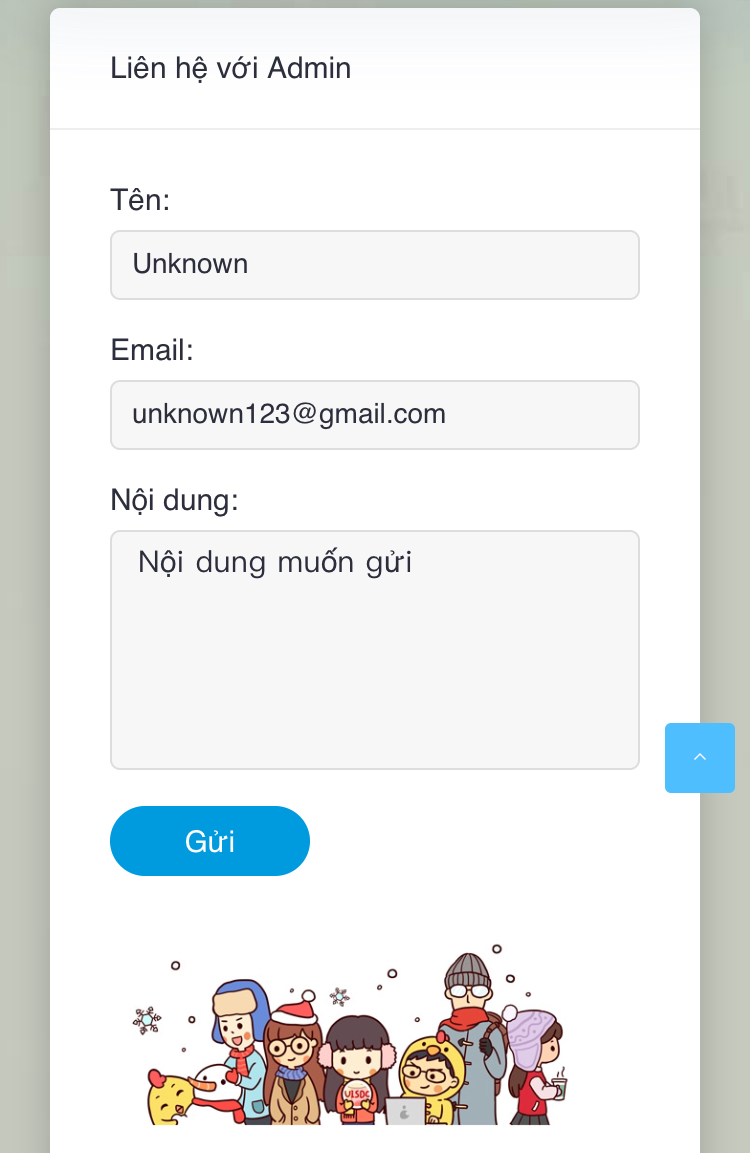 Liên hệ với Admin
Tên:
Unknown
Email:
unknown123@gmail.com
Nội dung:
Nội dung muốn gửi
Gửi
VLSDC